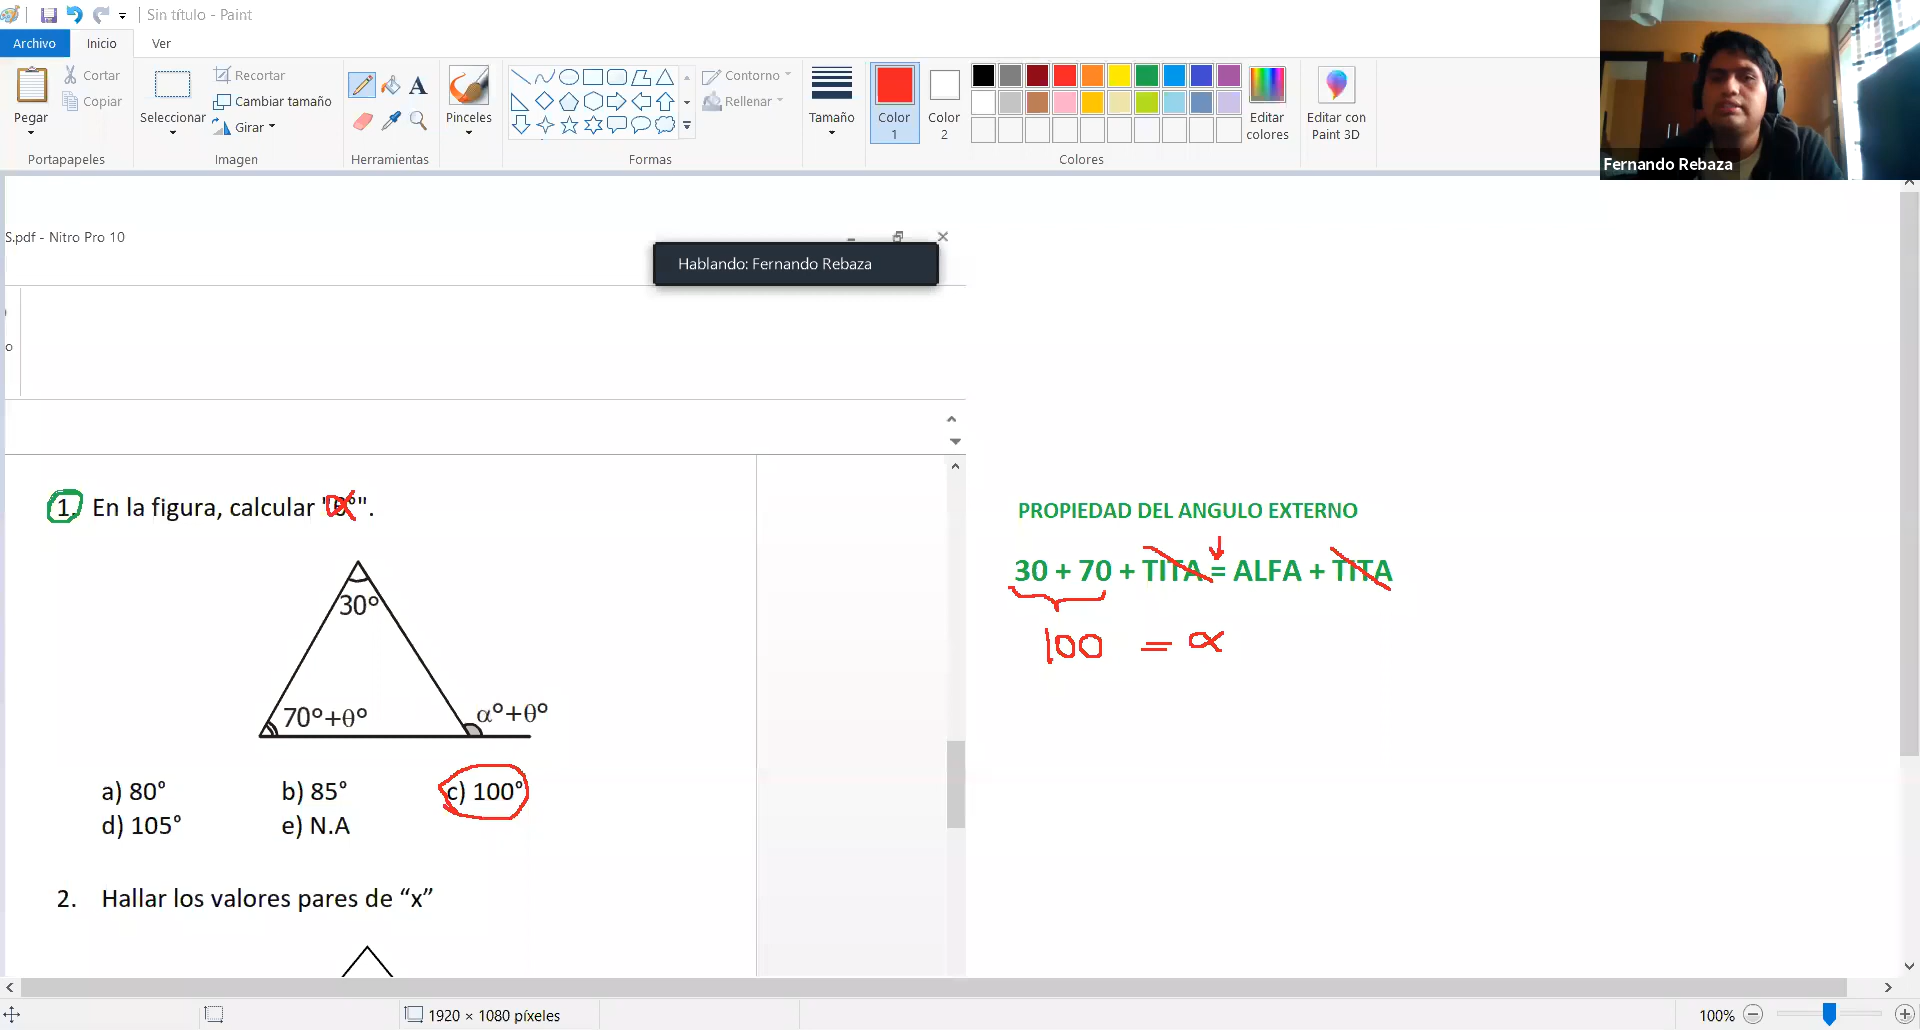 Sin título - Paint
Archivo Inicio Ver
Pegar
Cortar
Copiar
Portapapeles
Seleccionar
Recortar
Cambiar tamaño
Girar
Imagen
A
Herramientas
Pinceles
Contorno
Rellenar
Formas
Tamaño
Color 1
Color 2
Editar colores
Editar con Paint 3D
Colores
Fernando Rebaza
S.pdf - Nitro Pro 10
Hablando: Fernando Rebaza
o
1. En la figura, calcular "α".
30°
70°+θ°
α°+θ°
a) 80° b) 85° c) 100°
d) 105° e) N.A
2. Hallar los valores pares de “x”
PROPIEDAD DEL ANGULO EXTERNO
30 + 70 + TITA = ALFA + TITA
100 = α
1920 × 1080 píxeles
100%